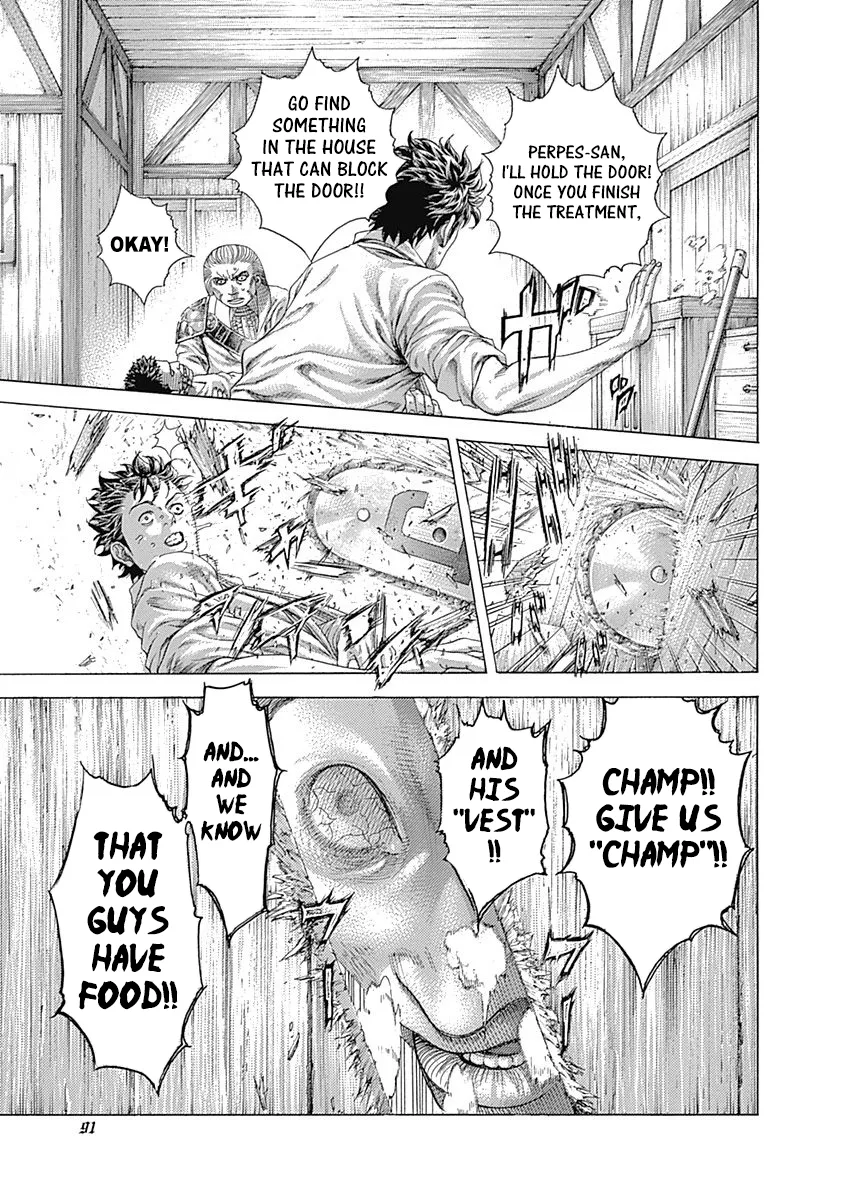 PERPES-SAN,
I'LL HOLD THE DOOR!
ONCE YOU FINISH
THE TREATMENT,
GO FIND
SOMETHING
IN THE HOUSE
THAT CAN BLOCK
THE DOOR!!
OKAY!
CHAMP!!
GIVE US
"CHAMP"!!
AND
HIS
"VEST"
!!
AND...
AND WE
KNOW
THAT
YOU
GUYS
HAVE
FOOD!!
91